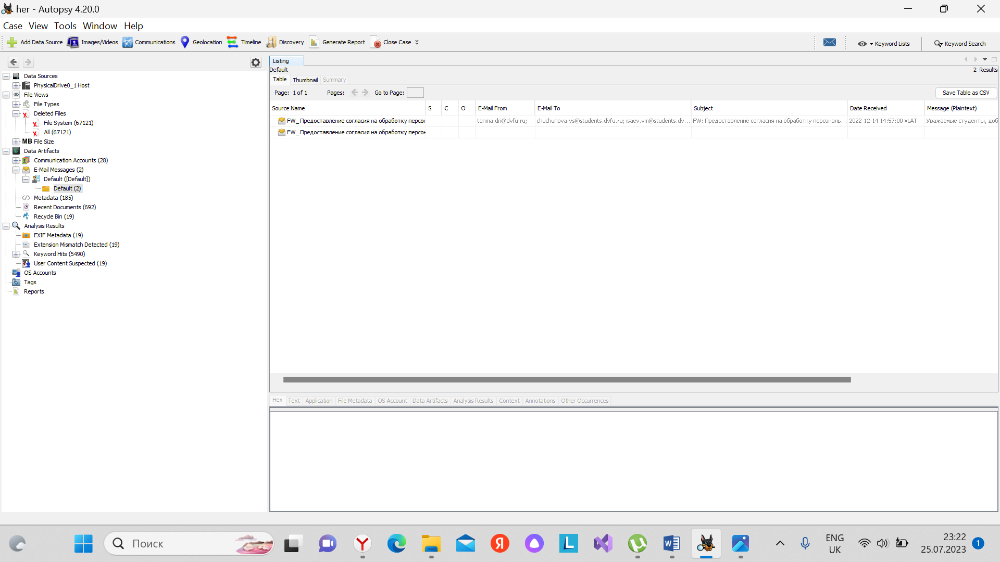 her - Autopsy 4.20.0
Case View Tools Window Help
Add Data Source Images/Videos Communications Geolocation Timeline Discovery Generate Report Close Case Keyword Lists Keyword Search
Listing
Default 2 Results
Table Thumbnail Summary
Page: 1 of 1 Pages: Go to Page: Save Table as CSV
Source Name S C O E-Mail From E-Mail To Subject Date Received Message (Plaintext)
FW_ Предоставление согласия на обработку персон tanina.dn@dvfu.ru; chuchunova.ys@students.dvfu.ru; isaev.vm@students.dv... FW: Предоставление согласия на обработку персональ... 2022-12-14 14:57:00 VLAT Уважаемые студенты, доб
FW_ Предоставление согласия на обработку персон
Data Sources
PhysicalDrive0_1 Host
File Views
File Types
Deleted Files
File System (67121)
All (67121)
MB File Size
Data Artifacts
Communication Accounts (28)
E-Mail Messages (2)
Default ([Default])
Default (2)
Metadata (185)
Recent Documents (692)
Recycle Bin (19)
Analysis Results
EXIF Metadata (19)
Extension Mismatch Detected (19)
Keyword Hits (5490)
User Content Suspected (19)
OS Accounts
Tags
Reports
Hex Text Application File Metadata OS Account Data Artifacts Analysis Results Context Annotations Other Occurrences
Поиск
ENG
UK
23:22
25.07.2023
1